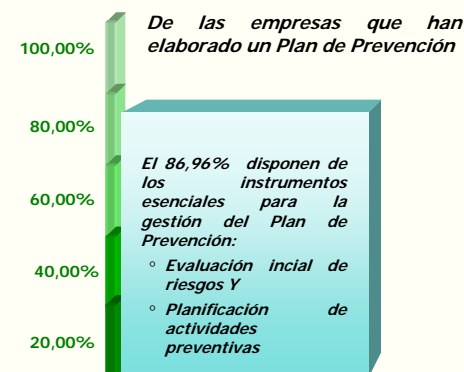 De las empresas que han
elaborado un Plan de Prevención
100,00%
80,00%
60,00%
40,00%
20,00%
El 86,96% disponen de
los instrumentos
esenciales para la
gestión del Plan de
Prevención:
° Evaluación incial de
riesgos Y
° Planificación de
actividades
preventivas